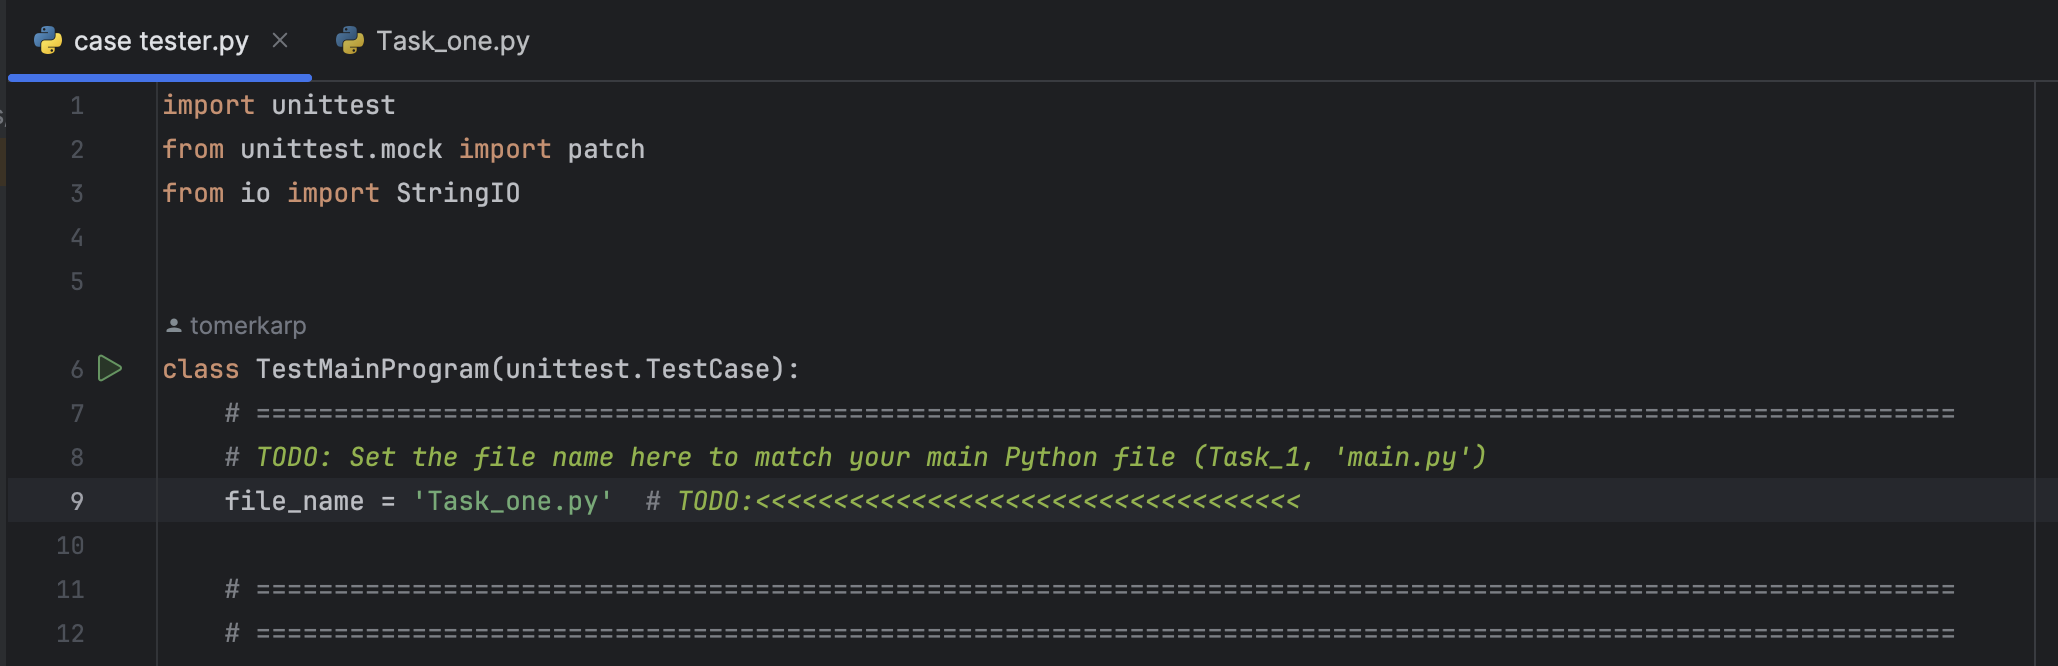 case tester.py × Task_one.py
1 import unittest
2 from unittest.mock import patch
3 from io import StringIO
4
5
tomerkarp
6 class TestMainProgram(unittest.TestCase):
7 # =============================================================================================================
8 # TODO: Set the file name here to match your main Python file (Task_1, 'main.py')
9 file_name = 'Task_one.py' # TODO:<<<<<<<<<<<<<<<<<<<<<<<<<<<<<<<<<<<
10
11 # =============================================================================================================
12 # =============================================================================================================